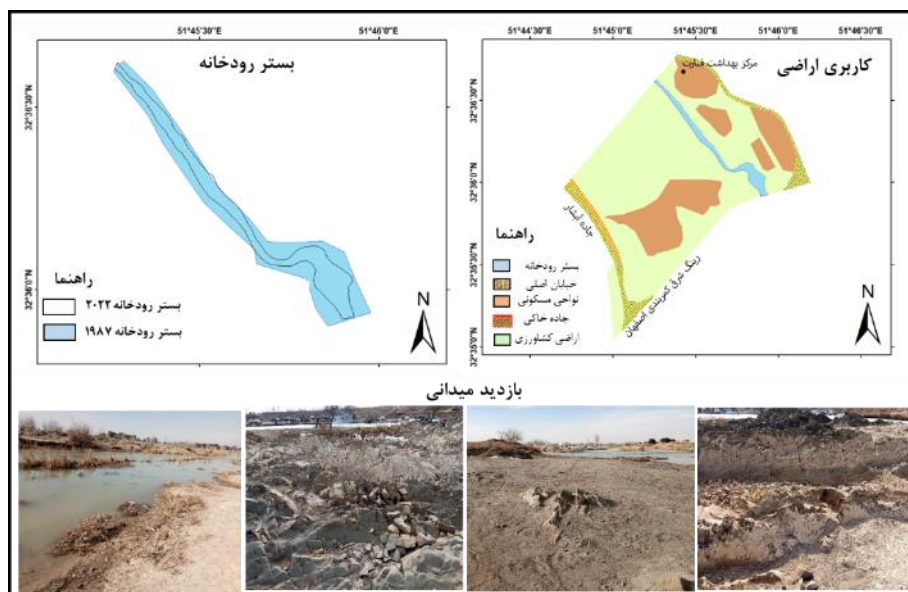 51°45'30"E
51°46'0"E
بستر رودخانه
32°36'30"N
32°36'0"N
راهنما
بستر رودخانه ۲۰۲۲
بستر رودخانه ۱۹۸۷
N
51°44'30"E
51°45'0"E
51°45'30"E
51°46'0"E
51°46'30"E
کاربری اراضی
مرکز بهداشت فنارت
32°36'30"N
32°36'0"N
32°35'30"N
32°35'0"N
جاده آبشار
رینگ شرق کمربندی اصفهان
راهنما
بستر رودخانه
خیابان اصلی
نواحی مسکونی
جاده خاکی
اراضی کشاورزی
N
بازدید میدانی